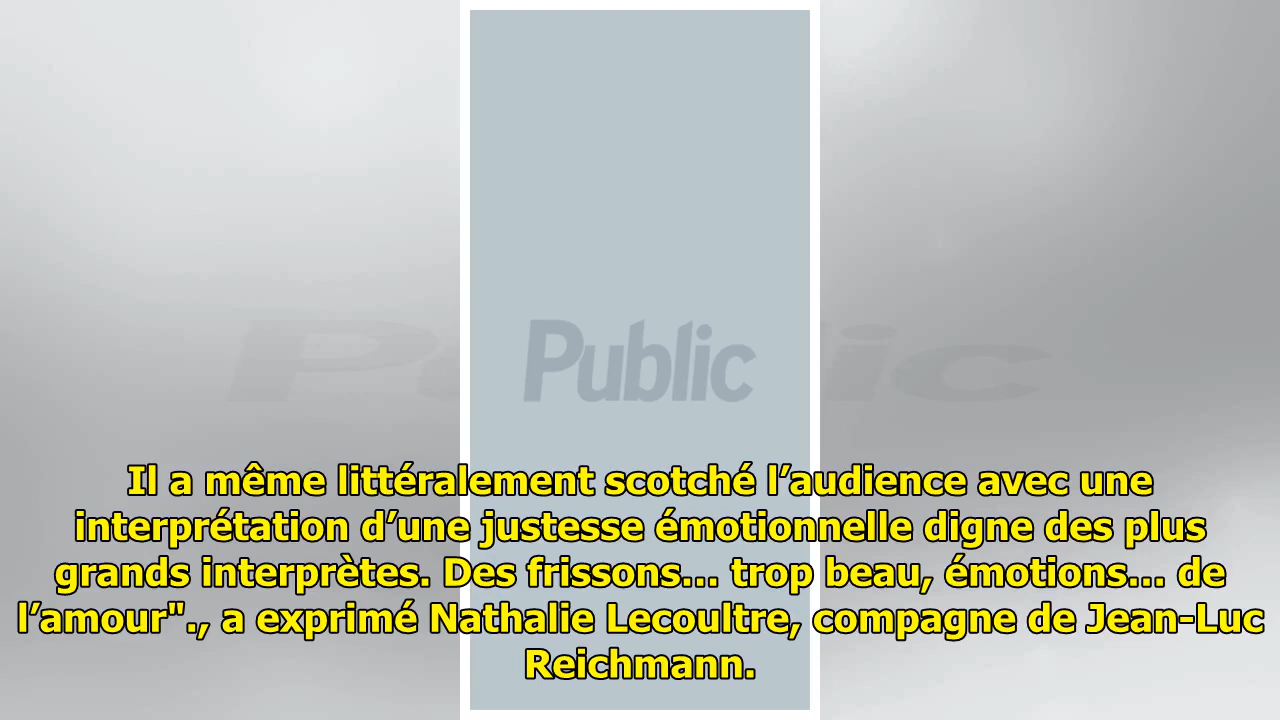 Public
Il a même littéralement scotché l’audience avec une
interprétation d’une justesse émotionnelle digne des plus
grands interprètes. Des frissons... trop beau, émotions... de
l’amour"., a exprimé Nathalie Lecoultre, compagne de Jean-Luc
Reichmann.